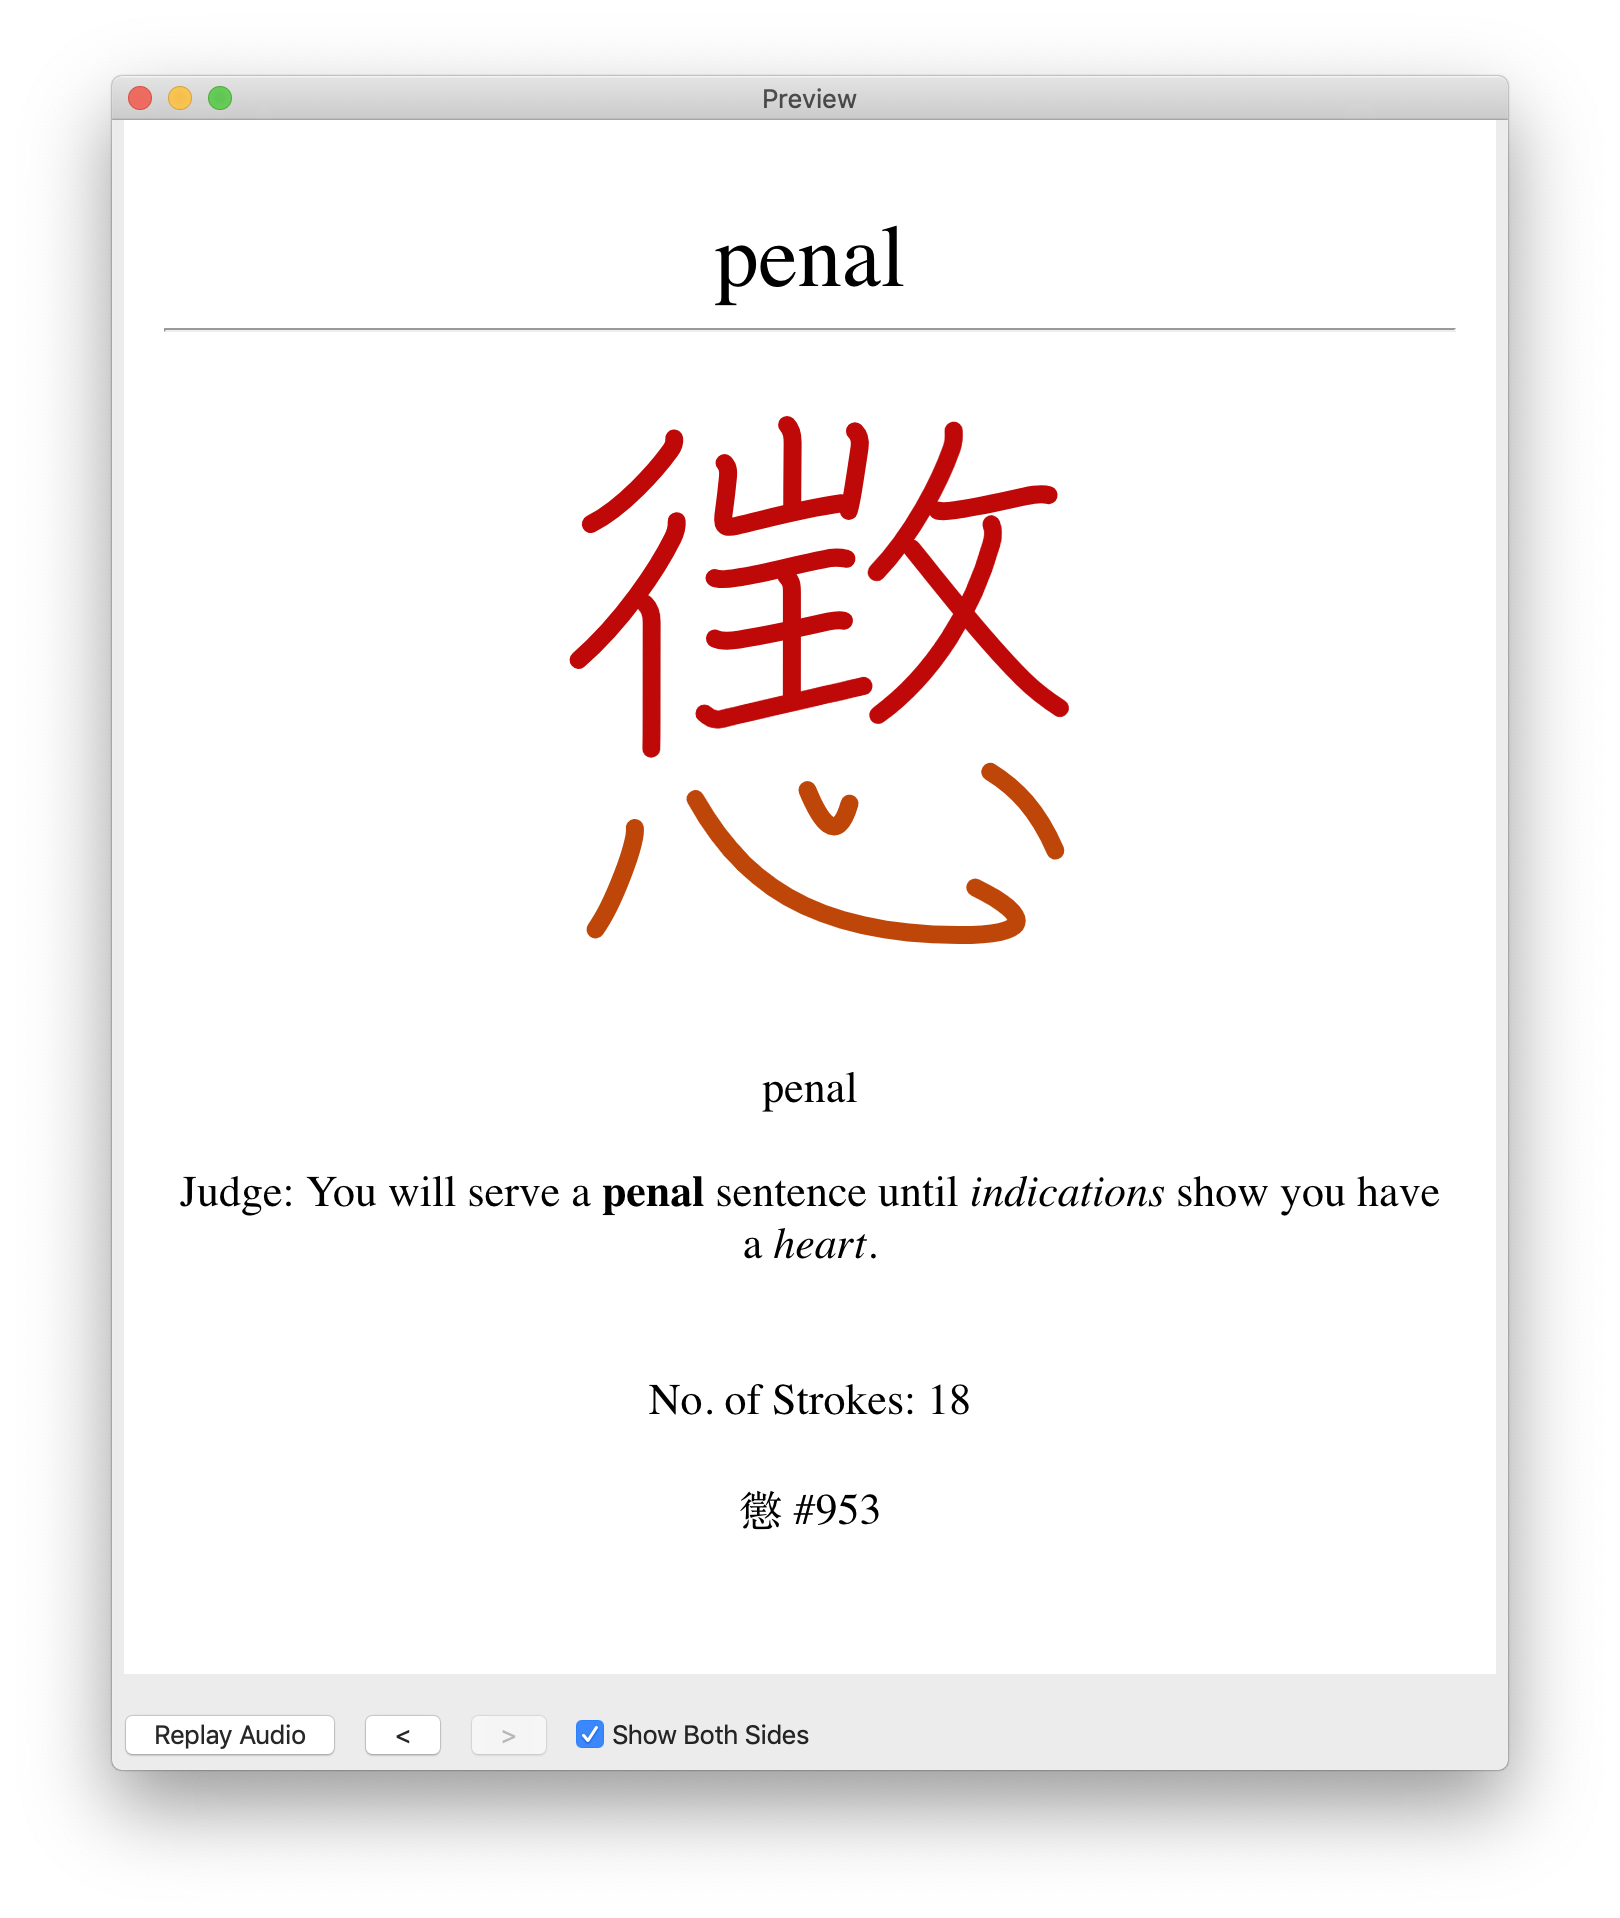 Preview
penal
懲
penal
Judge: You will serve a penal sentence until indications show you have
a heart.
No. of Strokes: 18
懲 #953
Replay Audio
<
>
Show Both Sides